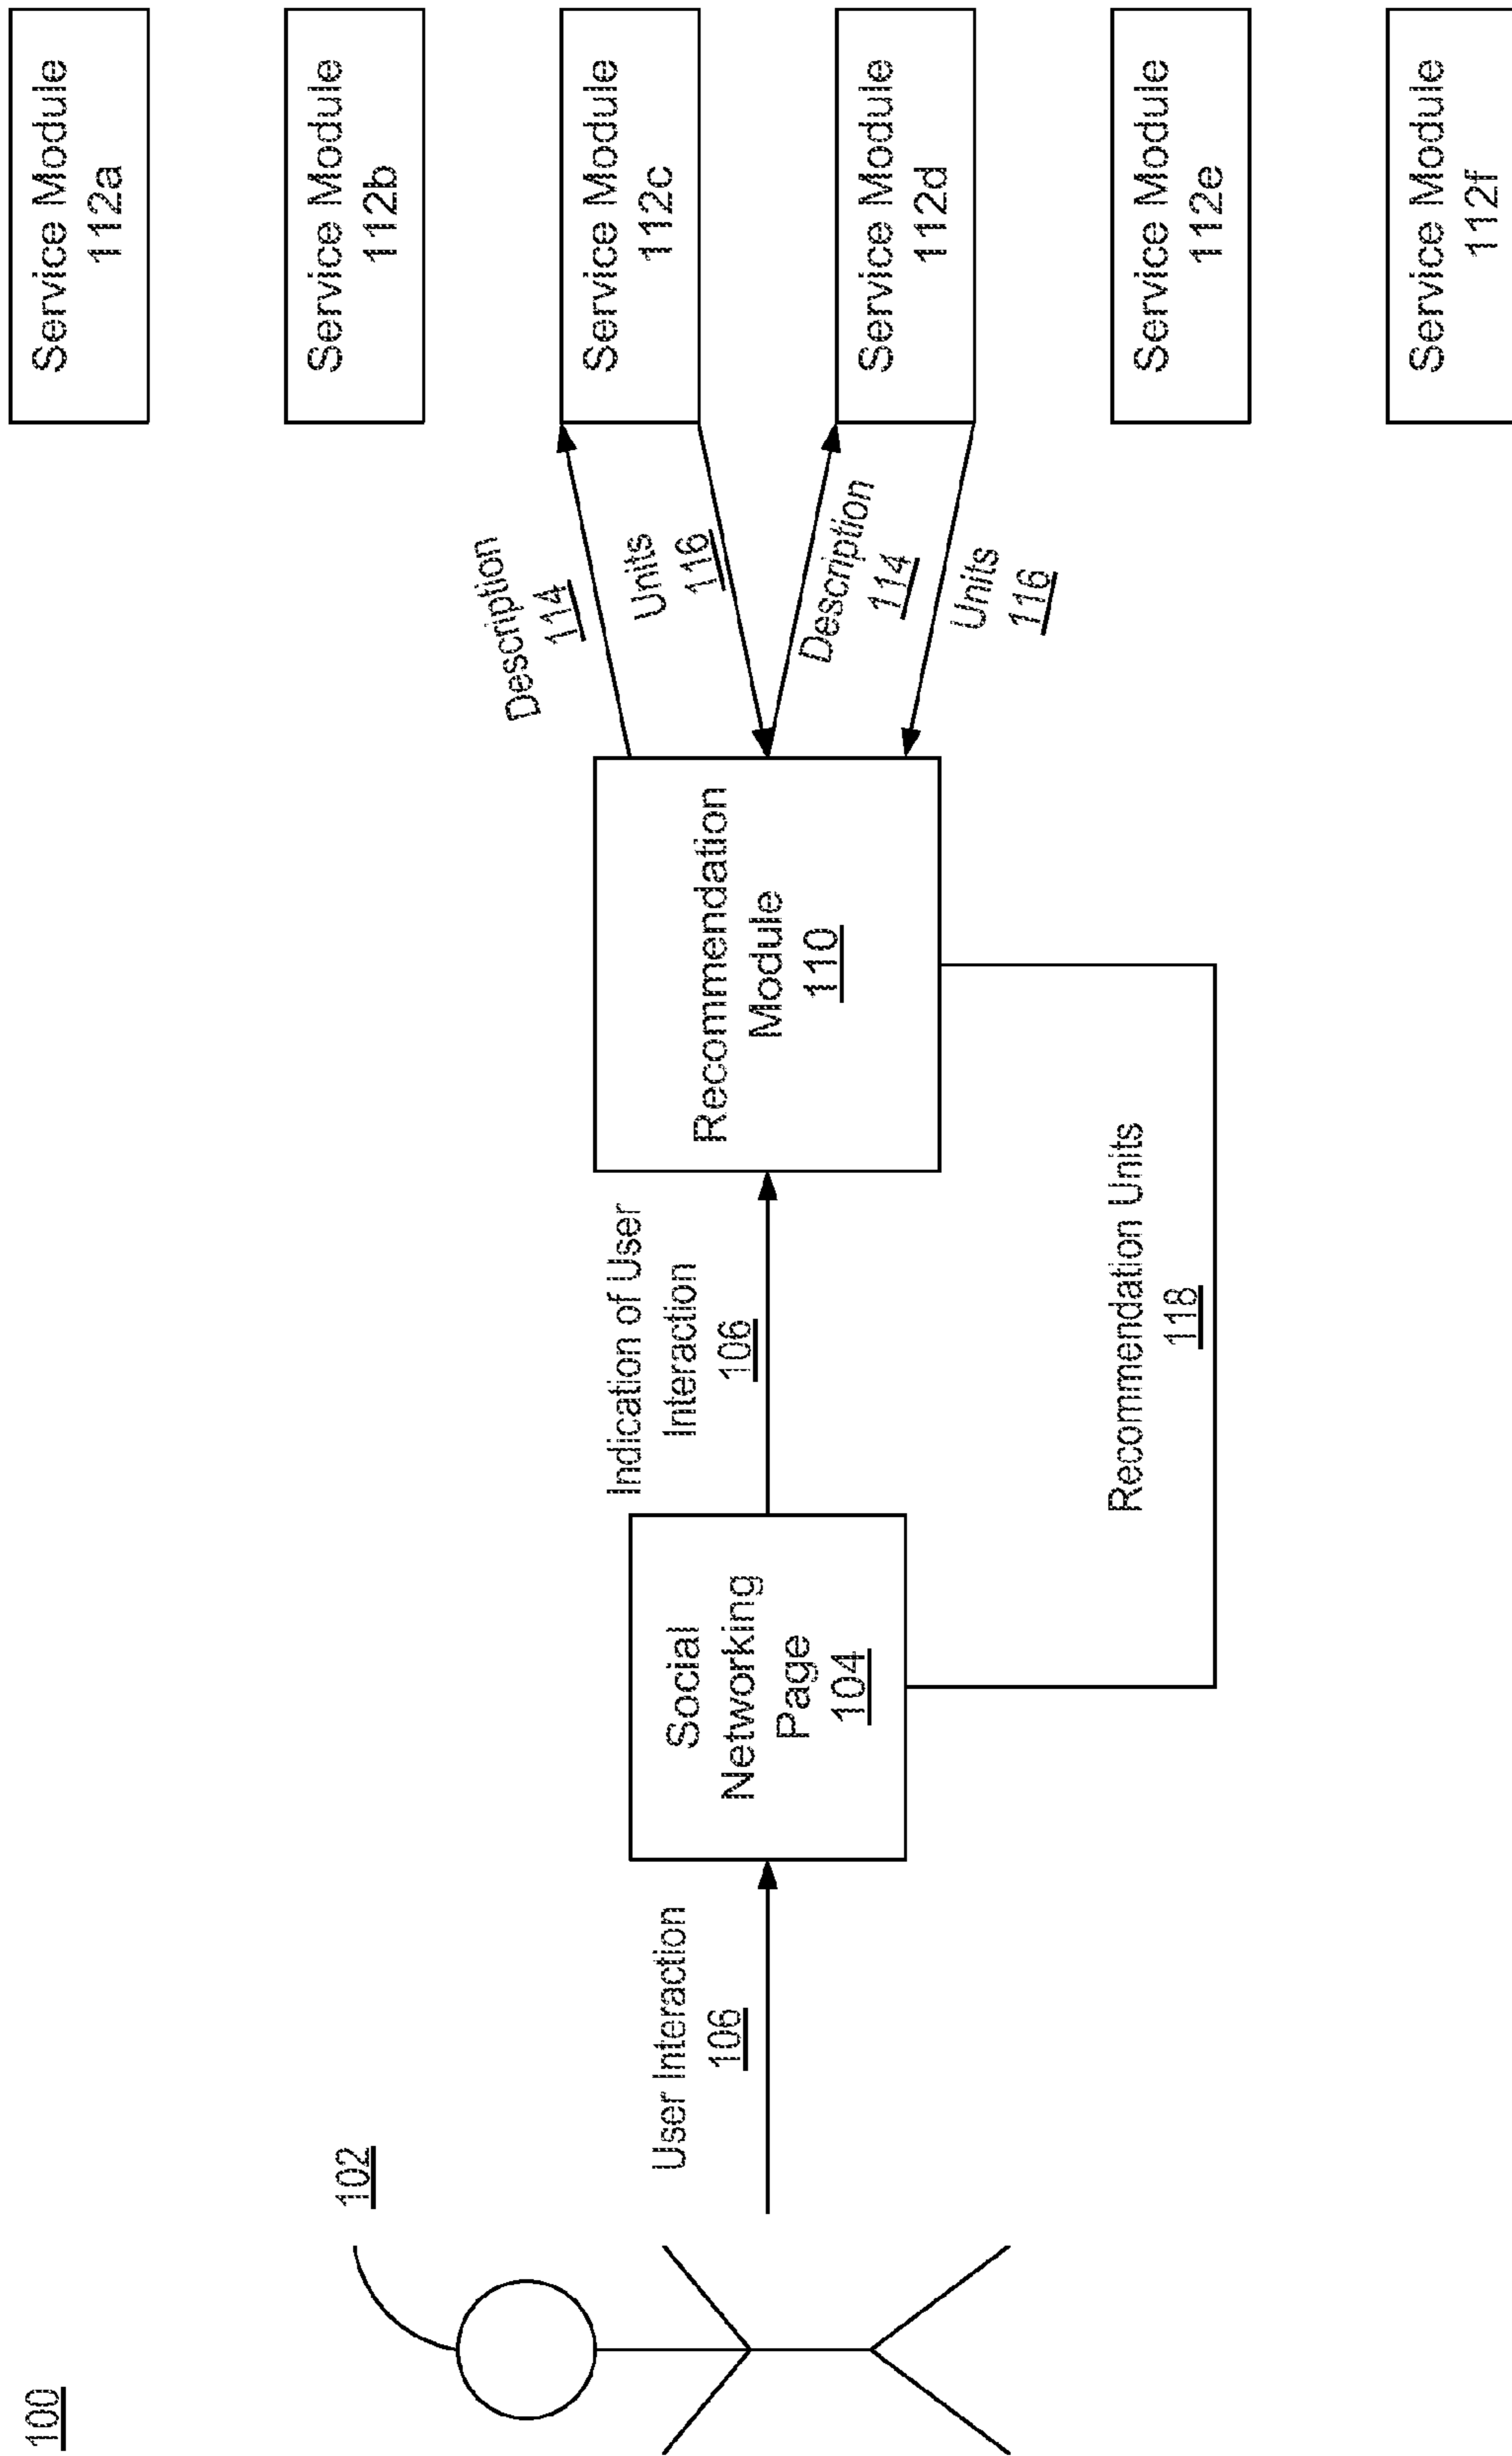 100
102
User Interaction
106
Social
Networking
Page
104
Indication of User
Interaction
106
Recommendation
Module
110
Recommendation Units
118
Description
114
Units
116
Description
114
Units
116
Service Module
112a
Service Module
112b
Service Module
112c
Service Module
112d
Service Module
112e
Service Module
112f